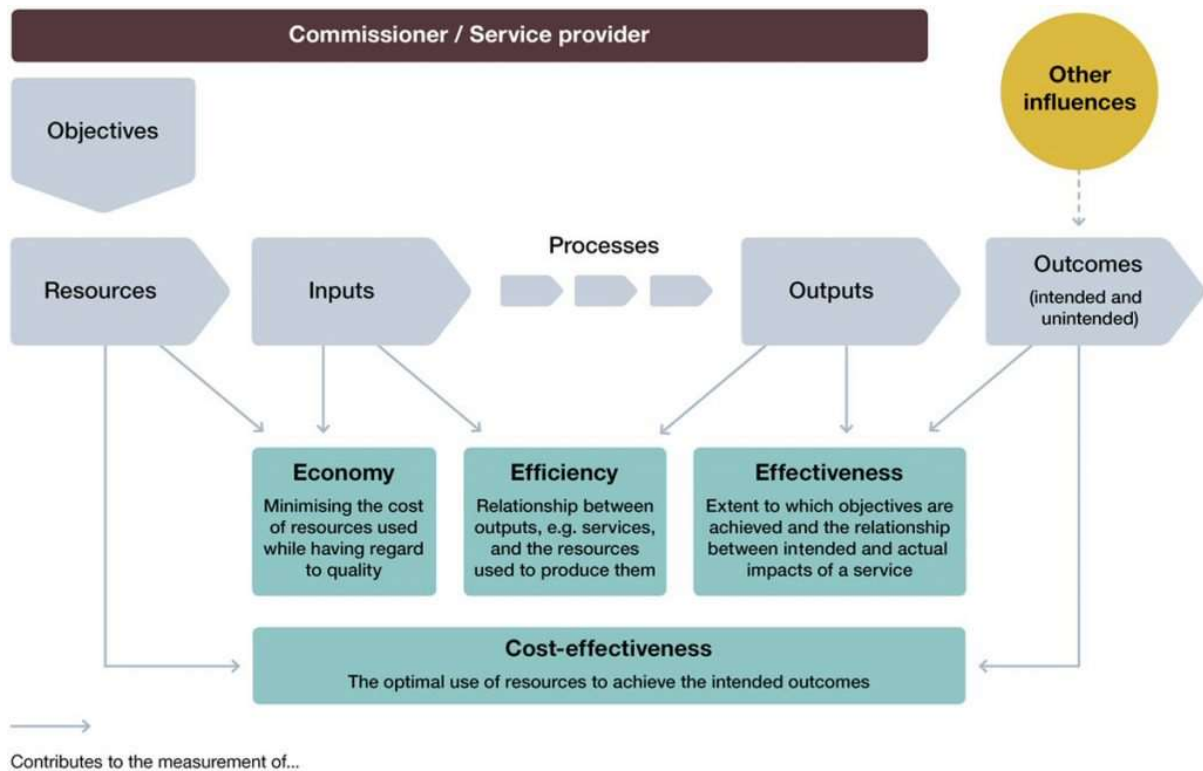 Commissioner / Service provider
Other
influences
Objectives
Resources
Inputs
Processes
Outputs
Outcomes
(intended and
unintended)
Economy
Minimising the cost
of resources used
while having regard
to quality
Efficiency
Relationship between
outputs, e.g. services,
and the resources
used to produce them
Effectiveness
Extent to which objectives are
achieved and the relationship
between intended and actual
impacts of a service
Cost-effectiveness
The optimal use of resources to achieve the intended outcomes
Contributes to the measurement of...